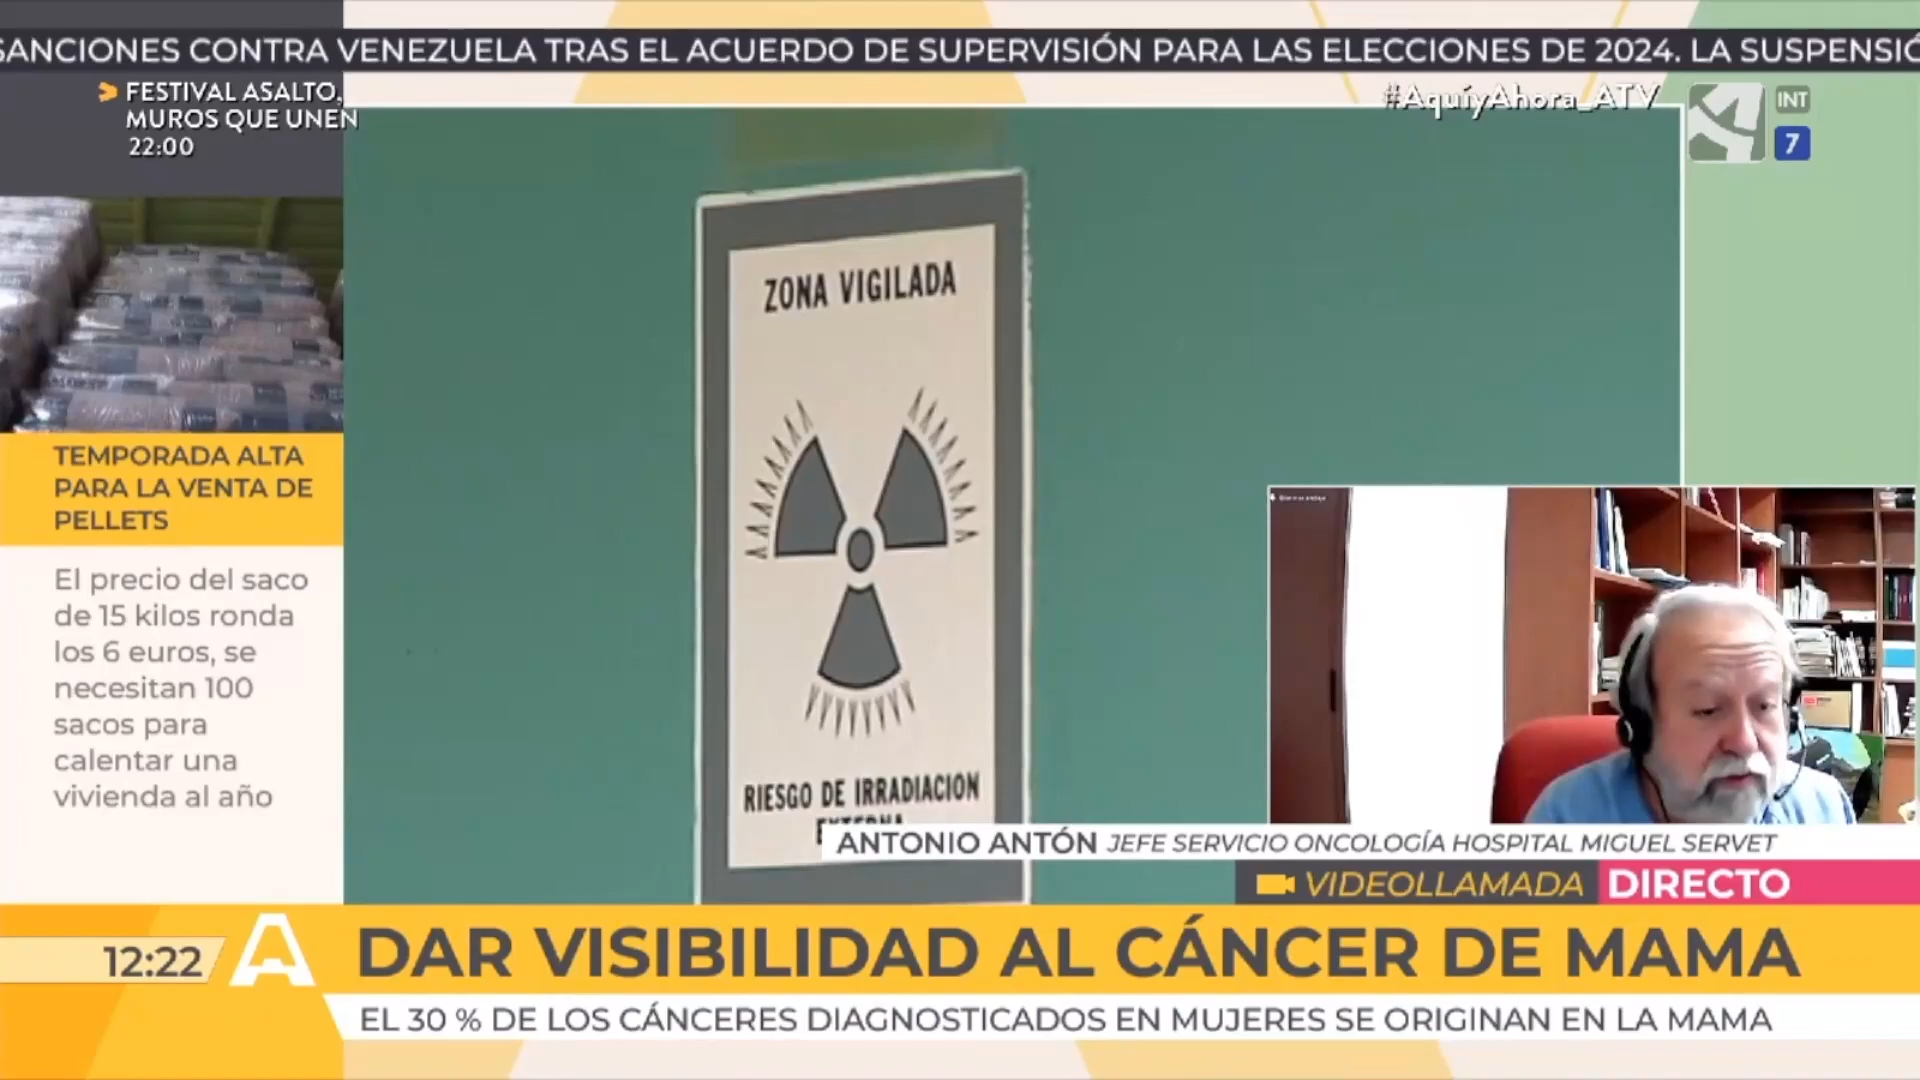 SANCIONES CONTRA VENEZUELA TRAS EL ACUERDO DE SUPERVISIÓN PARA LAS ELECCIONES DE 2024. LA SUSPENSIÓ
FESTIVAL ASALTO,
MUROS QUE UNEN
22:00
#AquíyAhora_ATV
INT
7
ZONA VIGILADA
RIESGO DE IRRADIACION
EXTERNA
TEMPORADA ALTA
PARA LA VENTA DE
PELLETS
El precio del saco
de 15 kilos ronda
los 6 euros, se
necesitan 100
sacos para
calentar una
vivienda al año
ANTONIO ANTÓN JEFE SERVICIO ONCOLOGÍA HOSPITAL MIGUEL SERVET
VIDEOLLAMADA DIRECTO
12:22
DAR VISIBILIDAD AL CÁNCER DE MAMA
EL 30 % DE LOS CÁNCERES DIAGNOSTICADOS EN MUJERES SE ORIGINAN EN LA MAMA